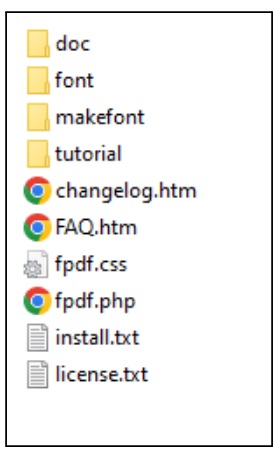 doc
font
makefont
tutorial
changelog.htm
FAQ.htm
fpdf.css
fpdf.php
install.txt
license.txt